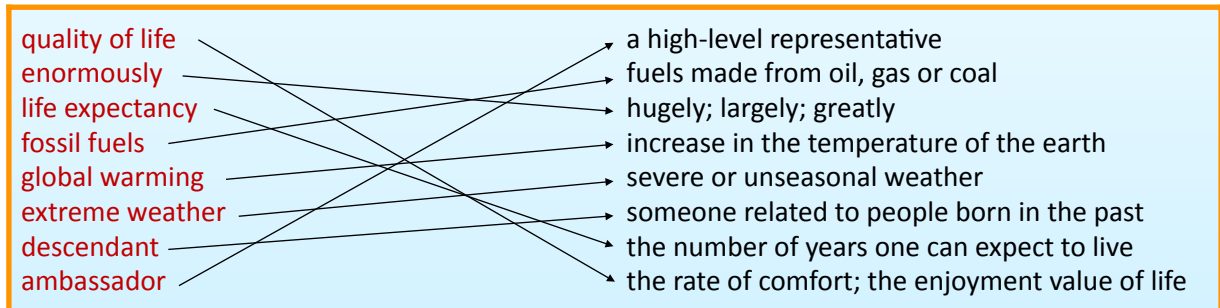 quality of life
enormously
life expectancy
fossil fuels
global warming
extreme weather
descendant
ambassador
a high-level representative
fuels made from oil, gas or coal
hugely; largely; greatly
increase in the temperature of the earth
severe or unseasonal weather
someone related to people born in the past
the number of years one can expect to live
the rate of comfort; the enjoyment value of life